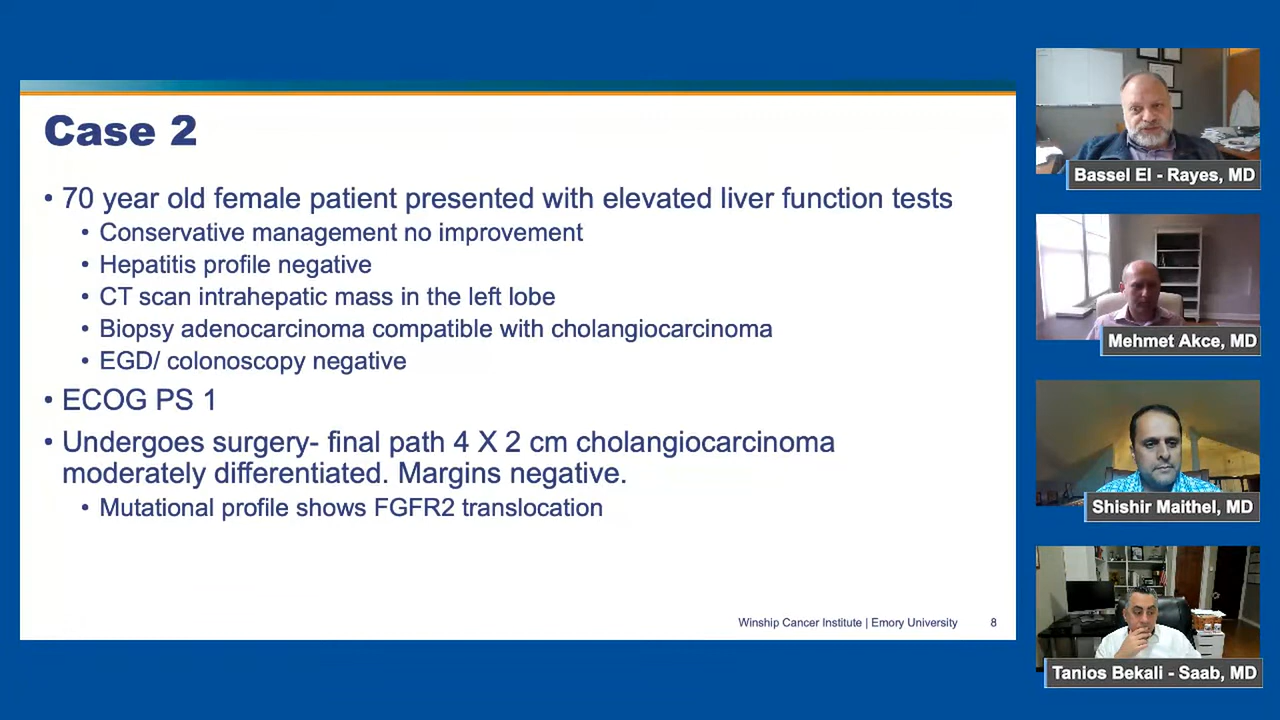 Case 2
• 70 year old female patient presented with elevated liver function tests
• Conservative management no improvement
• Hepatitis profile negative
• CT scan intrahepatic mass in the left lobe
• Biopsy adenocarcinoma compatible with cholangiocarcinoma
• EGD/ colonoscopy negative
• ECOG PS 1
• Undergoes surgery- final path 4 X 2 cm cholangiocarcinoma
moderately differentiated. Margins negative.
• Mutational profile shows FGFR2 translocation
Winship Cancer Institute | Emory University 8
Bassel El - Rayes, MD
Mehmet Akce, MD
Shishir Maithel, MD
Tanios Bekali - Saab, MD